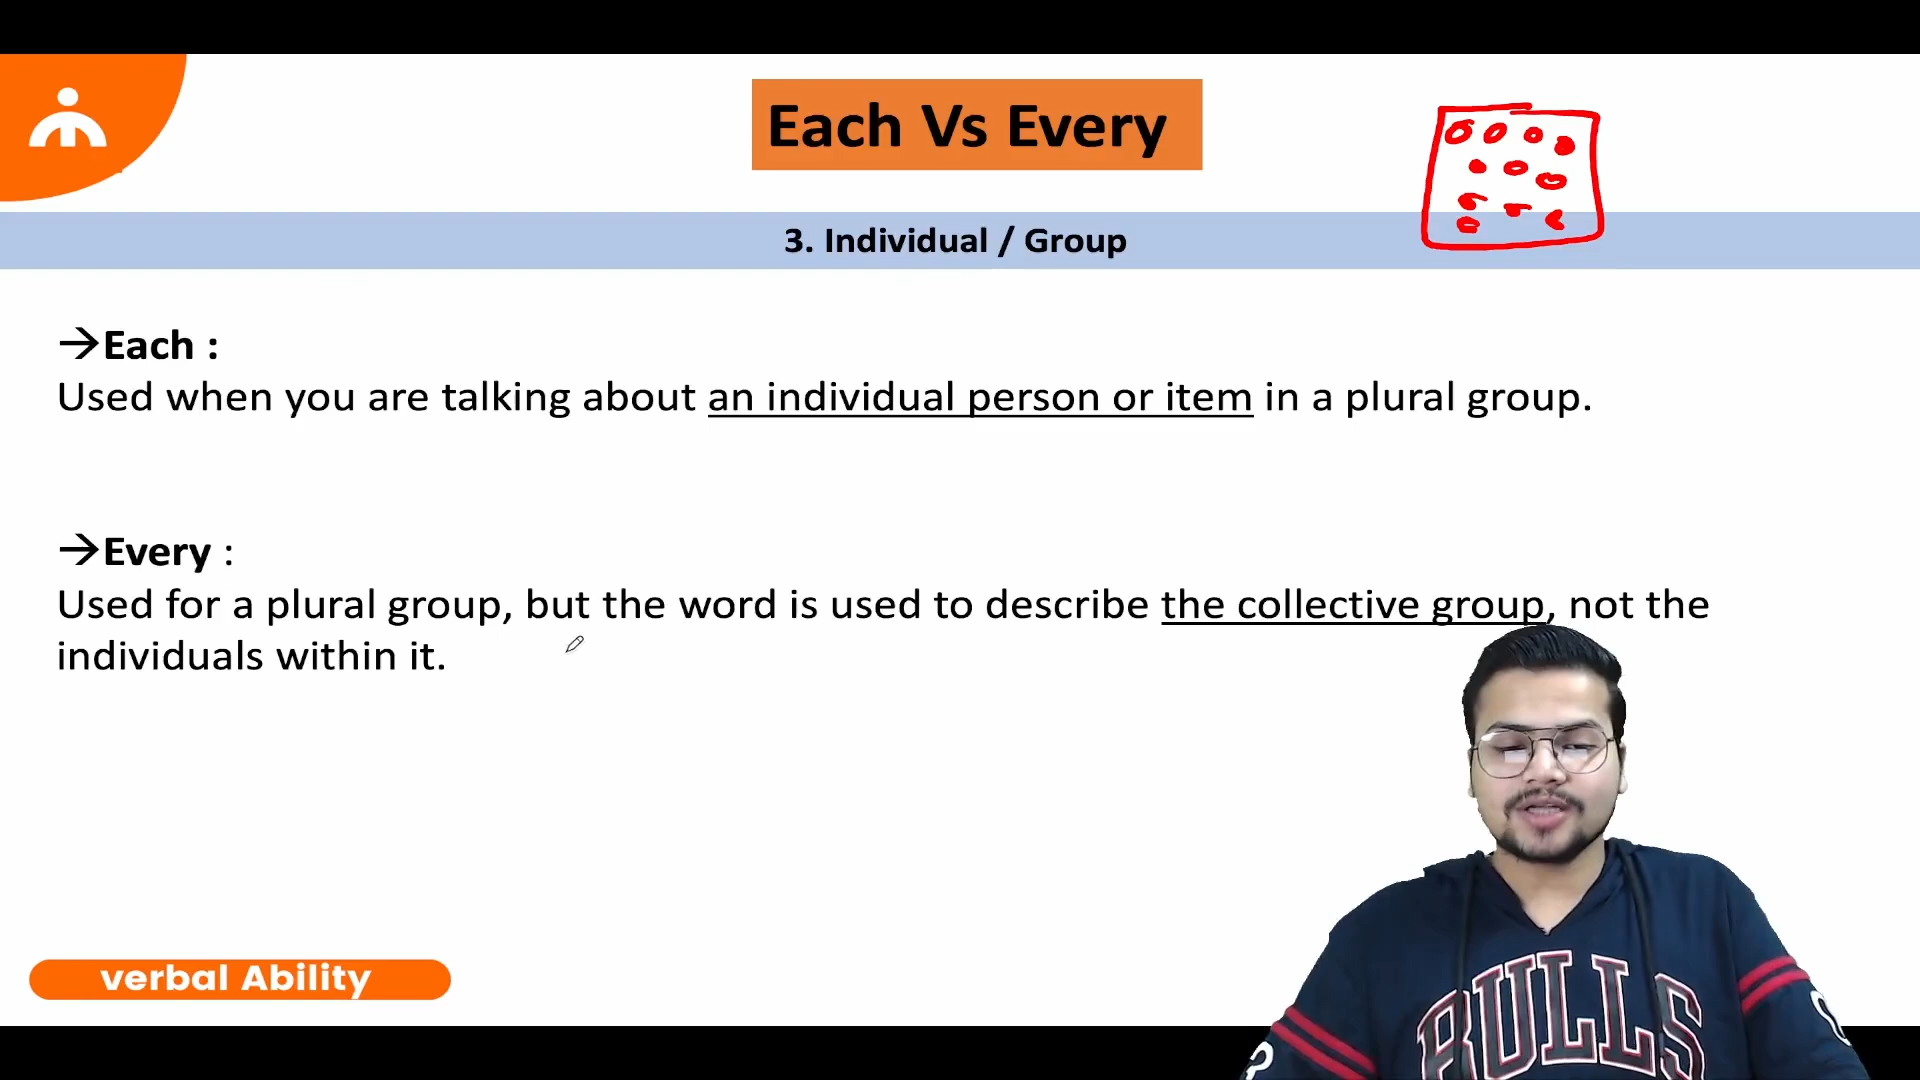 Each Vs Every
3. Individual / Group
→Each :
Used when you are talking about an individual person or item in a plural group.
→Every :
Used for a plural group, but the word is used to describe the collective group, not the
individuals within it.
verbal Ability
BULLS